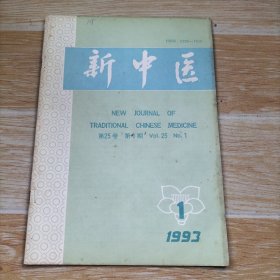 新中医
NEW JOURNAL OF
TRADITIONAL CHINESE MEDICINE
第25卷 第1期 Vol.25 No.1
1
1993